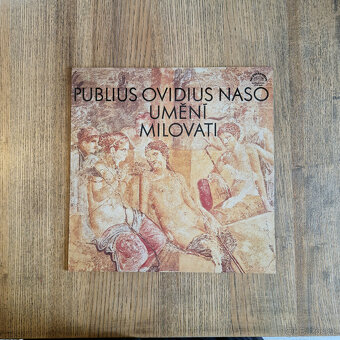 PUBLIUS OVIDIUS NASO
UMĚNÍ
MILOVATI